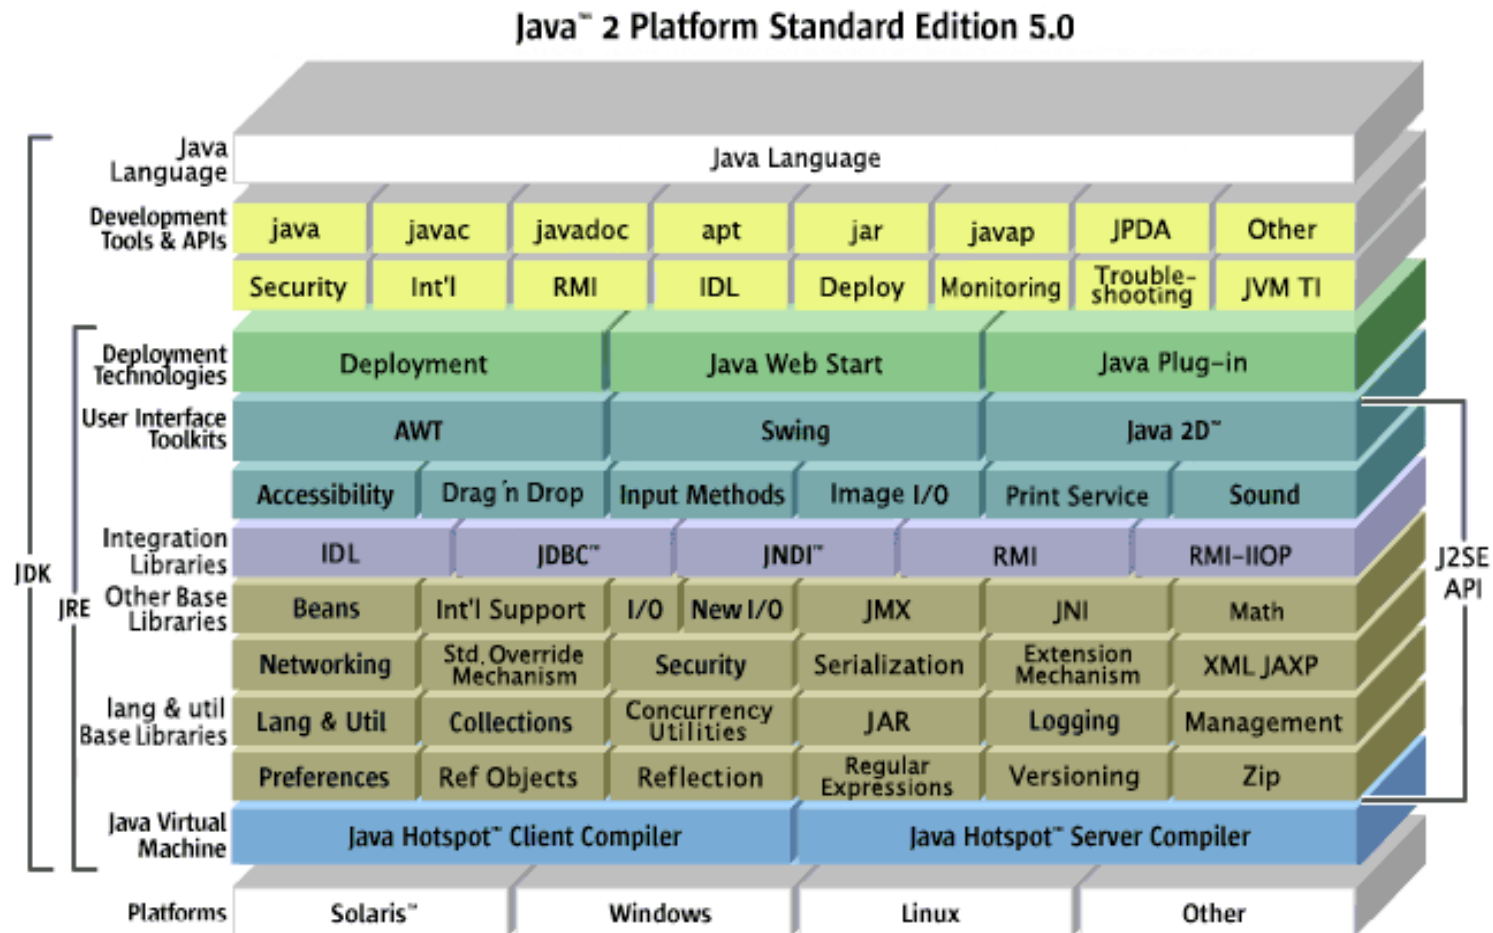 Java™ 2 Platform Standard Edition 5.0
Java
Language
Java Language
Development
Tools & APIs
java
javac
javadoc
apt
jar
javap
JPDA
Other
Security
Int'l
RMI
IDL
Deploy
Monitoring
Trouble-
shooting
JVM TI
Deployment
Technologies
Deployment
Java Web Start
Java Plug-in
User Interface
Toolkits
AWT
Swing
Java 2D™
Accessibility
Drag 'n Drop
Input Methods
Image I/O
Print Service
Sound
Integration
Libraries
IDL
JDBC™
JNDI™
RMI
RMI-IIOP
JDK
JRE
J2SE
API
Other Base
Libraries
Beans
Int'l Support
I/O
New I/O
JMX
JNI
Math
Networking
Std. Override
Mechanism
Security
Serialization
Extension
Mechanism
XML JAXP
lang & util
Base Libraries
Lang & Util
Collections
Concurrency
Utilities
JAR
Logging
Management
Preferences
Ref Objects
Reflection
Regular
Expressions
Versioning
Zip
Java Virtual
Machine
Java Hotspot™ Client Compiler
Java Hotspot™ Server Compiler
Platforms
Solaris™
Windows
Linux
Other